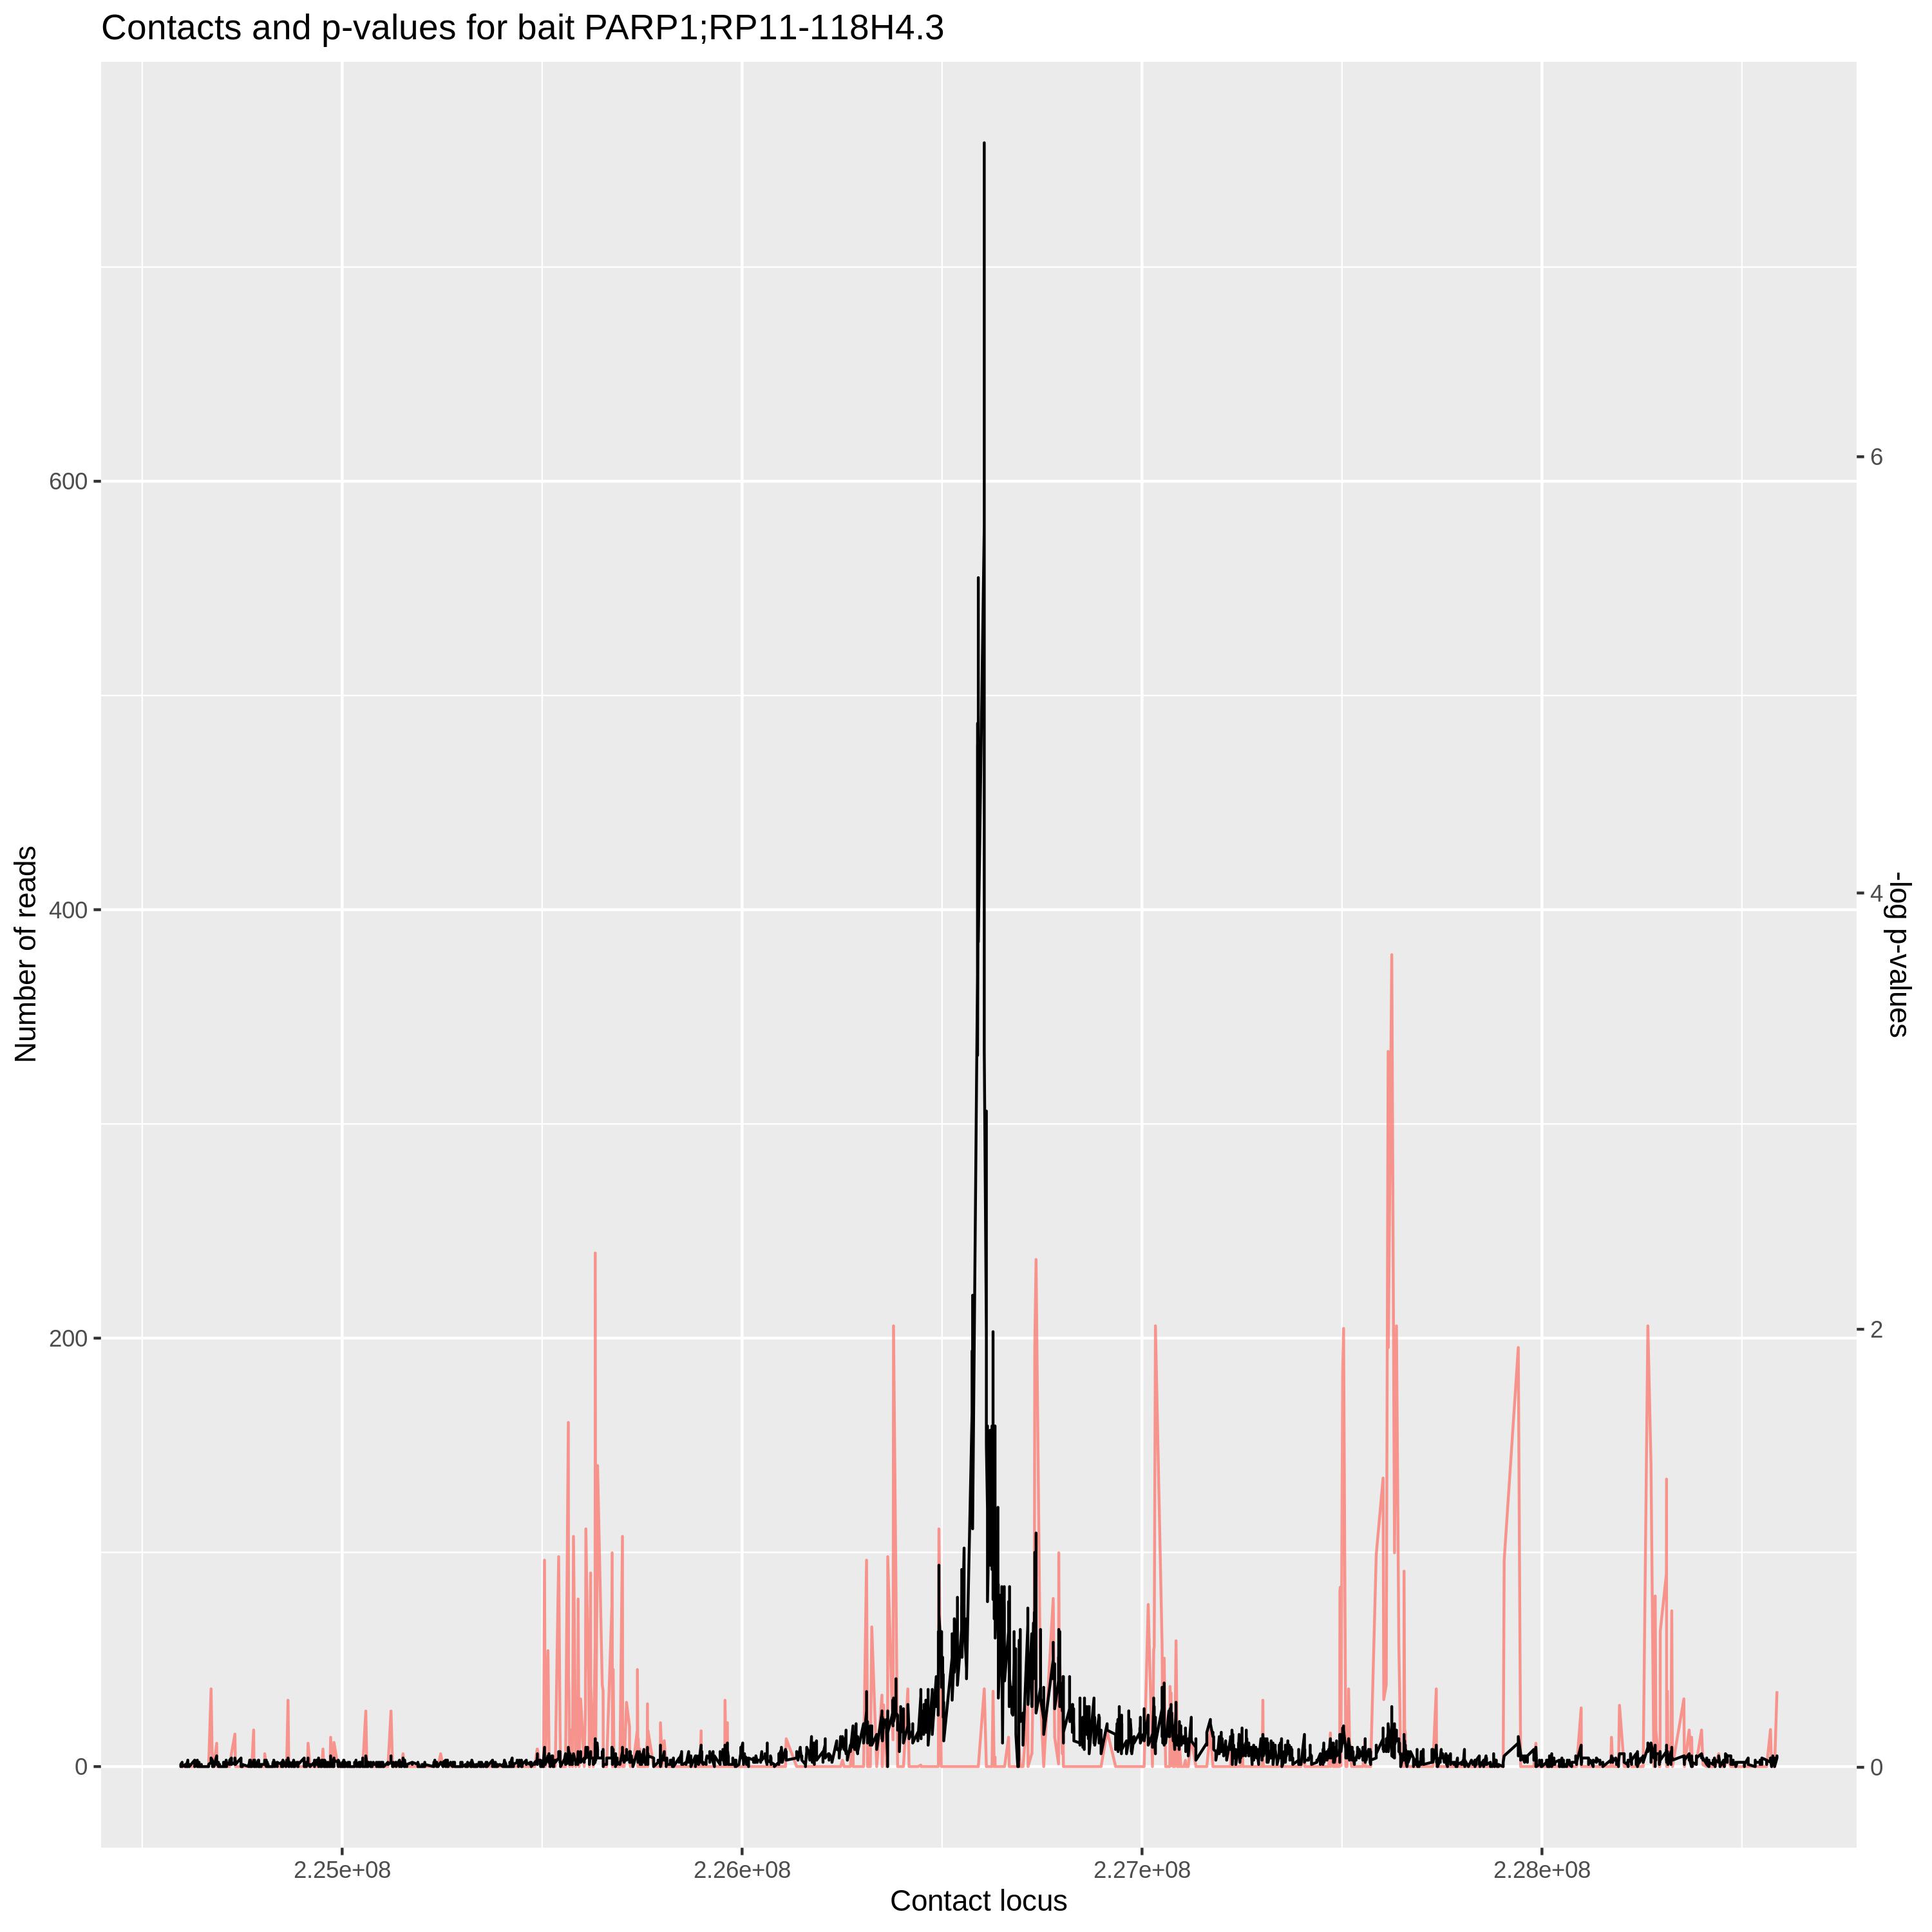 Contacts and p-values for bait PARP1;RP11-118H4.3
600
400
200
0
Number of reads
6
4
2
0
-log p-values
2.25e+08
2.26e+08
2.27e+08
2.28e+08
Contact locus